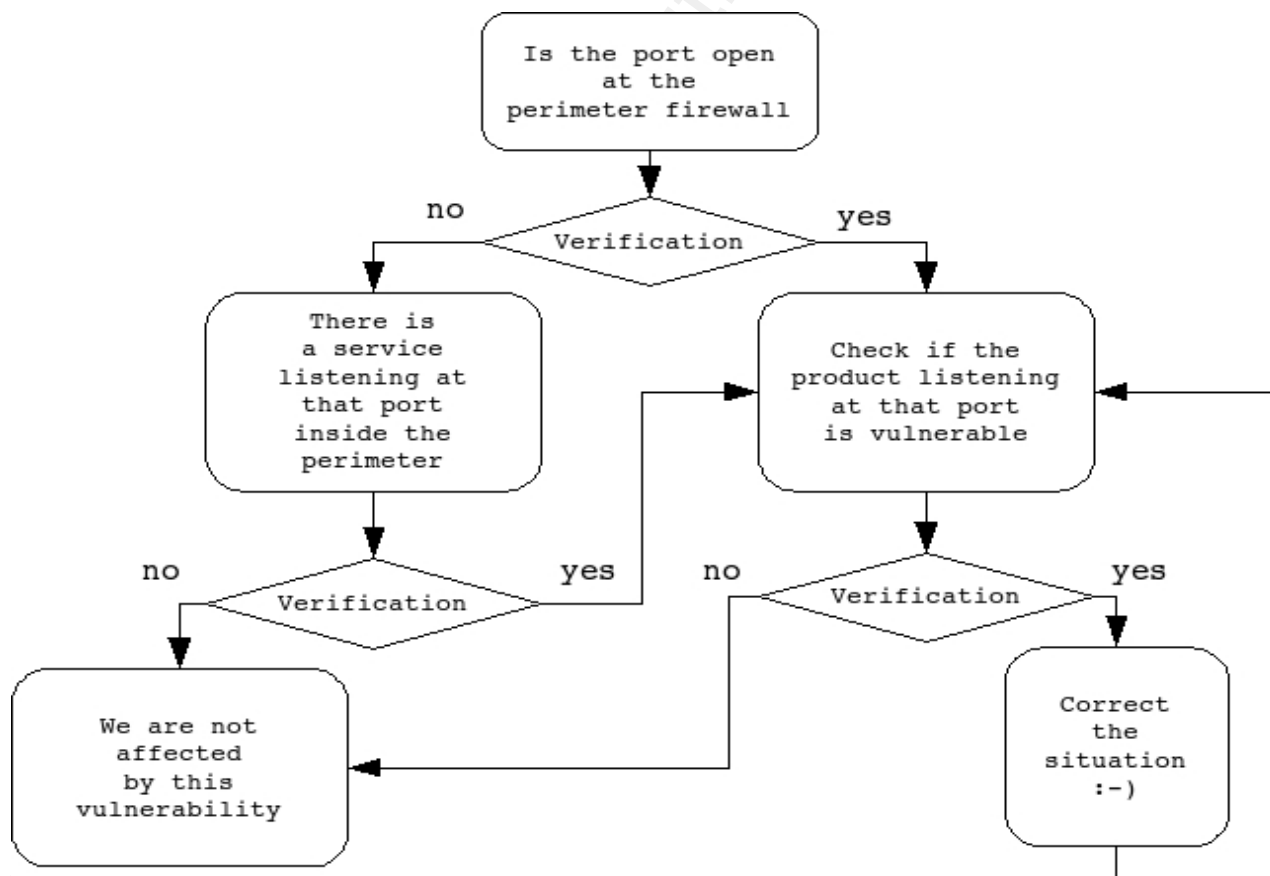 Is the port open
at the
perimeter firewall
no
Verification
yes
There is
a service
listening at
that port
inside the
perimeter
Check if the
product listening
at that port
is vulnerable
no
Verification
yes
no
Verification
yes
We are not
affected
by this
vulnerability
Correct
the
situation
:-)